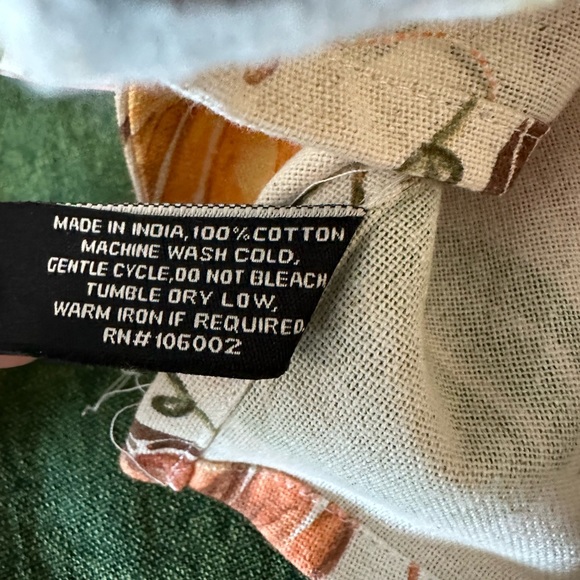 MADE IN INDIA, 100% COTTON
MACHINE WASH COLD,
GENTLE CYCLE, DO NOT BLEACH
TUMBLE DRY LOW,
WARM IRON IF REQUIRED
RN#106002